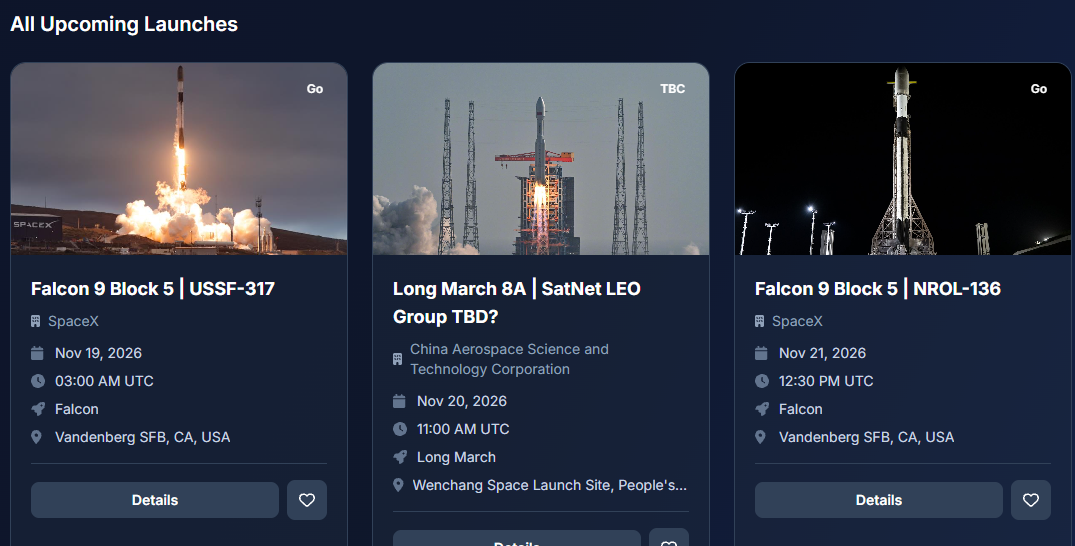 All Upcoming Launches
Go
SPACEX
Falcon 9 Block 5 | USSF-317
SpaceX
Nov 19, 2026
03:00 AM UTC
Falcon
Vandenberg SFB, CA, USA
Details
TBC
Long March 8A | SatNet LEO
Group TBD?
China Aerospace Science and
Technology Corporation
Nov 20, 2026
11:00 AM UTC
Long March
Wenchang Space Launch Site, People's...
Details
Go
Falcon 9 Block 5 | NROL-136
SpaceX
Nov 21, 2026
12:30 PM UTC
Falcon
Vandenberg SFB, CA, USA
Details